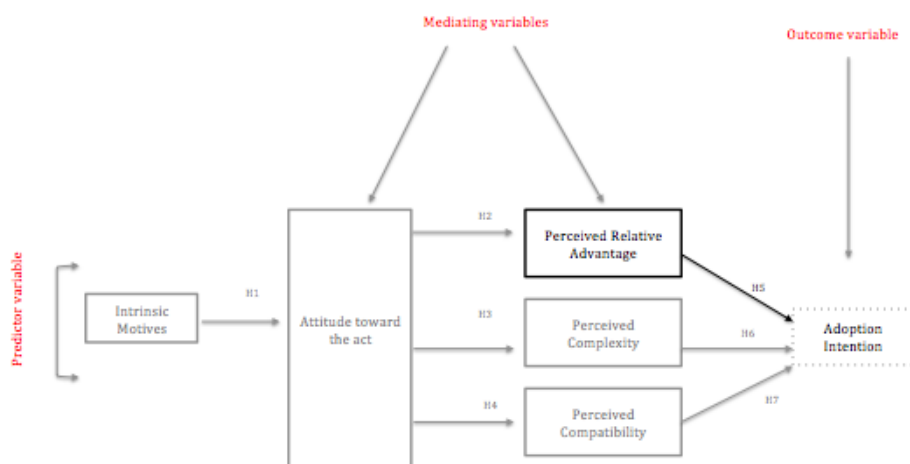 Mediating variables
Outcome variable
Predictor variable
Intrinsic
Motives
H1
Attitude toward
the act
H2
H3
H4
Perceived Relative
Advantage
Perceived
Complexity
Perceived
Compatibility
H5
H6
H7
Adoption
Intention